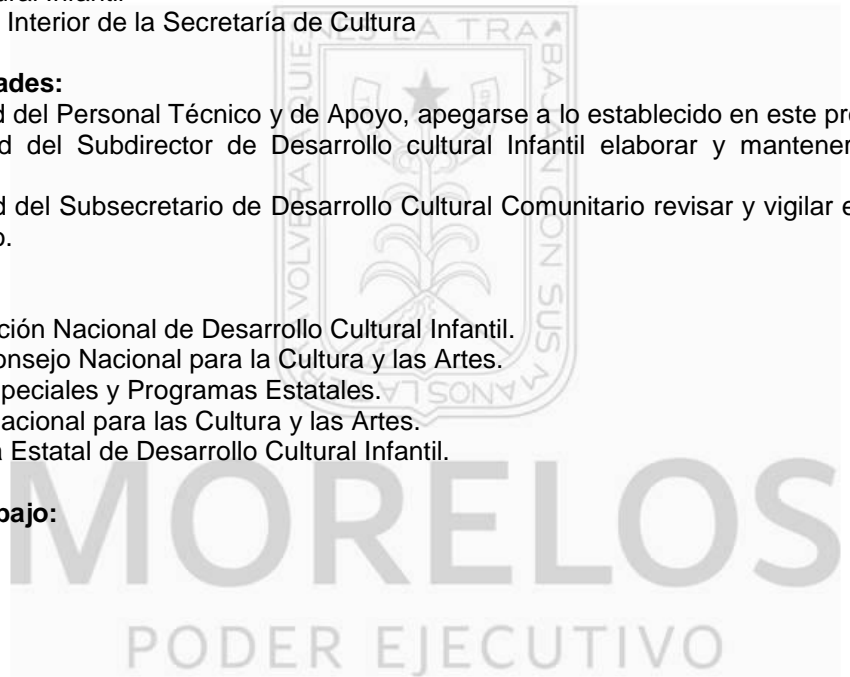 Interior de la Secretaría de Cultura
ades:
d del Personal Técnico y de Apoyo, apegarse a lo establecido en este pr
d del Subdirector de Desarrollo cultural Infantil elaborar y mantener
d del Subsecretario de Desarrollo Cultural Comunitario revisar y vigilar e
o.
ción Nacional de Desarrollo Cultural Infantil.
onsejo Nacional para la Cultura y las Artes.
speciales y Programas Estatales.
acional para las Cultura y las Artes.
a Estatal de Desarrollo Cultural Infantil.
bajo:
MORELOS
PODER EJECUTIVO